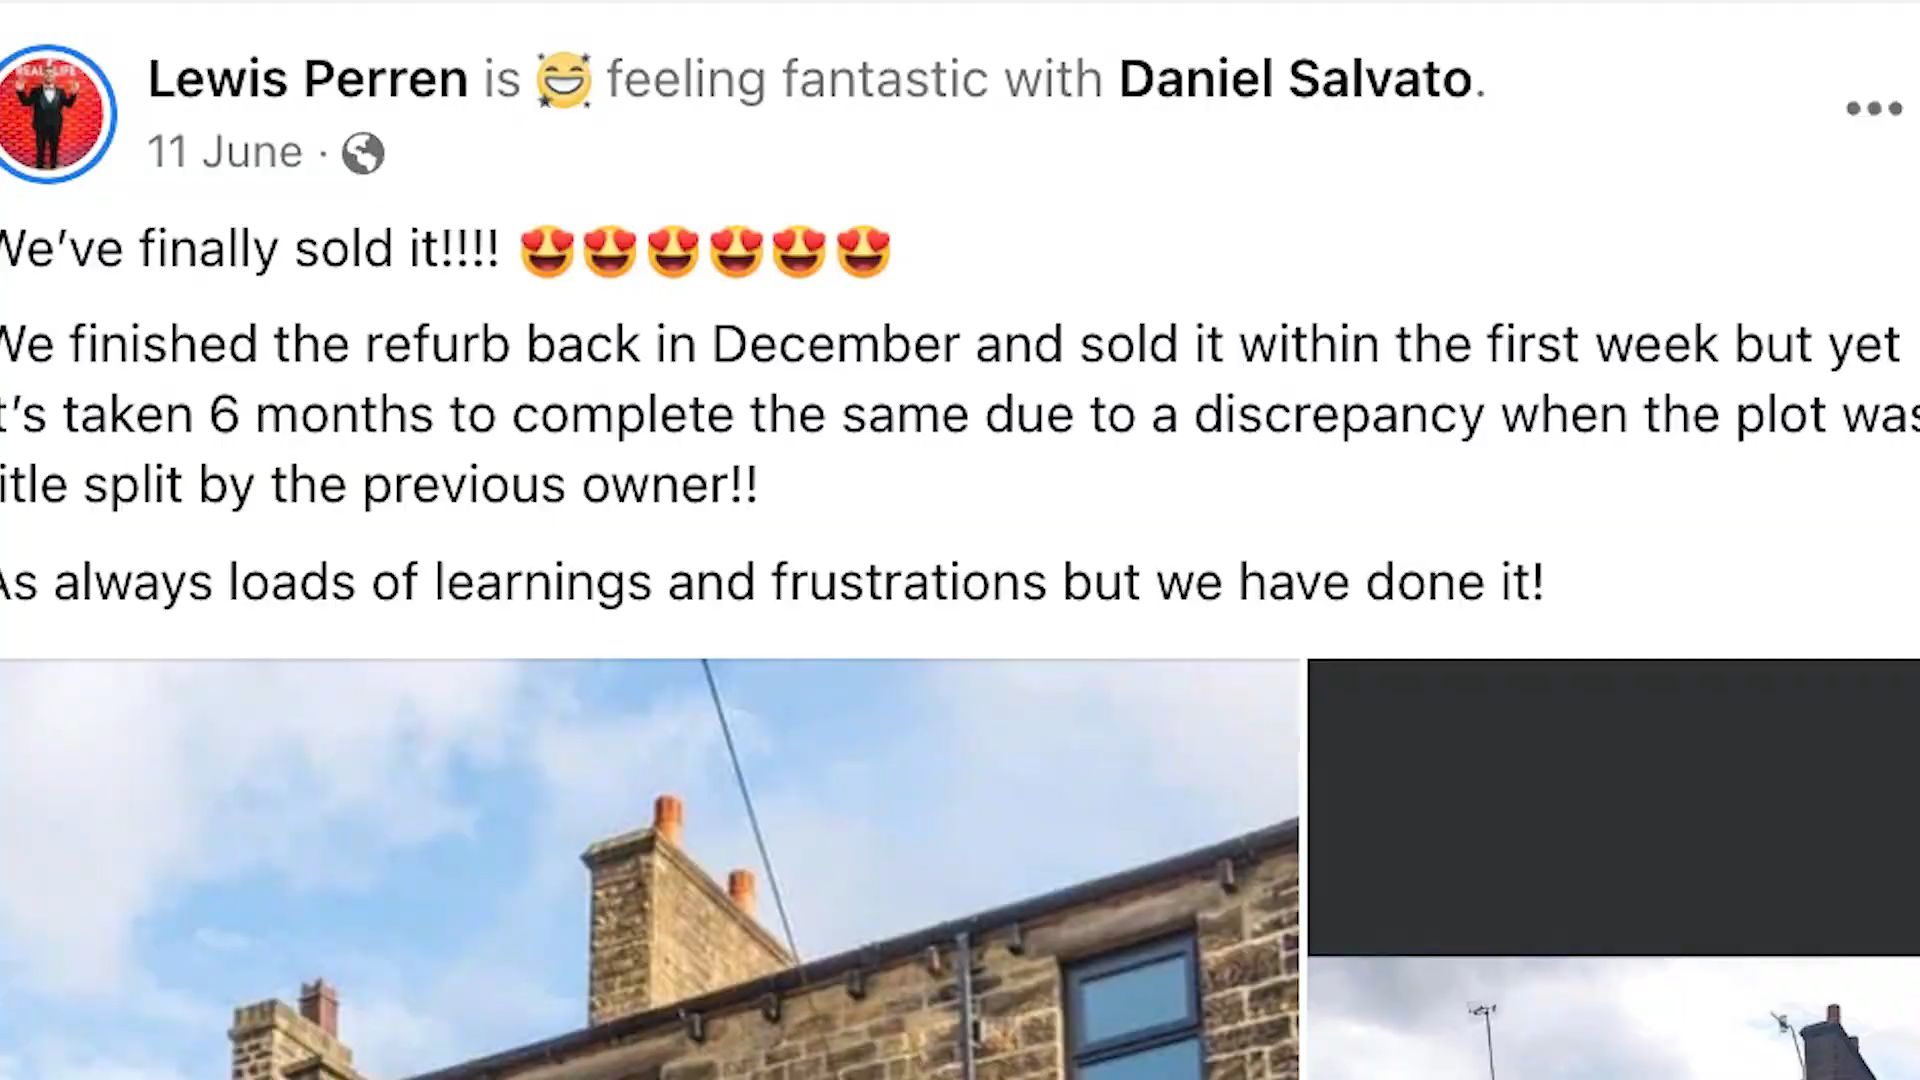 REAL LIFE
Lewis Perren is 😆 feeling fantastic with Daniel Salvato.
11 June ·
We've finally sold it!!!! 😍😍😍😍😍😍
We finished the refurb back in December and sold it within the first week but yet
t's taken 6 months to complete the same due to a discrepancy when the plot was
itle split by the previous owner!!
As always loads of learnings and frustrations but we have done it!